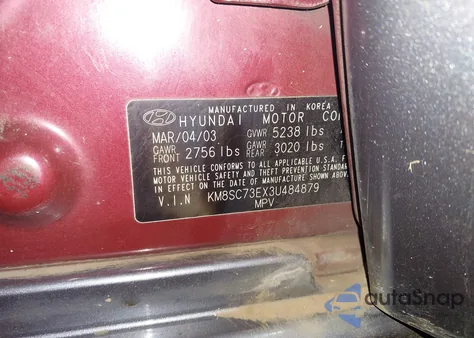 MANUFACTURED IN KOREA
HYUNDAI MOTOR CO
MAR/04/03 GVWR 5238 lbs
GAWR FRONT 2756 lbs GAWR REAR 3020 lbs
THIS VEHICLE CONFORMS TO ALL APPLICABLE U.S.A. F
MOTOR VEHICLE SAFETY AND THEFT PREVENTION STANDAR
IN EFFECT ON THE DATE OF MANUFACTURE SHOWN ABOVE.
V.I.N KM8SC73EX3U484879
MPV
autoSnap